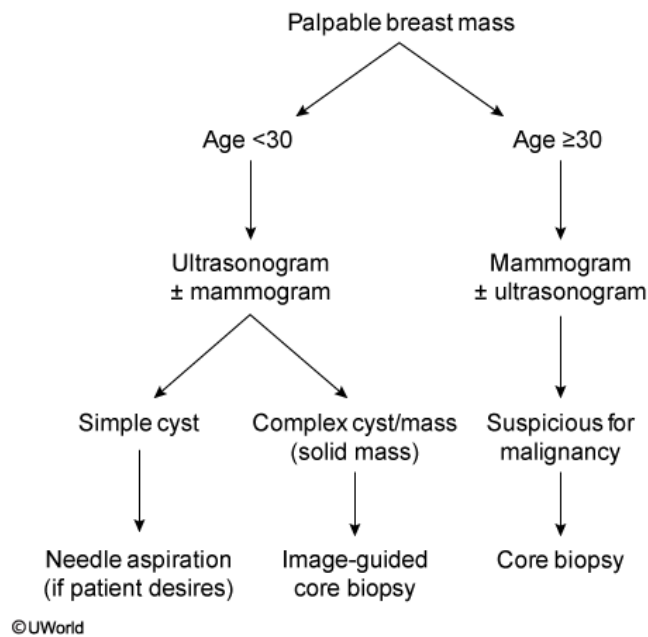 Palpable breast mass
Age <30
Age ≥30
Ultrasonogram
± mammogram
Mammogram
± ultrasonogram
Simple cyst
Complex cyst/mass
(solid mass)
Suspicious for
malignancy
Needle aspiration
(if patient desires)
Image-guided
core biopsy
Core biopsy
©UWorld